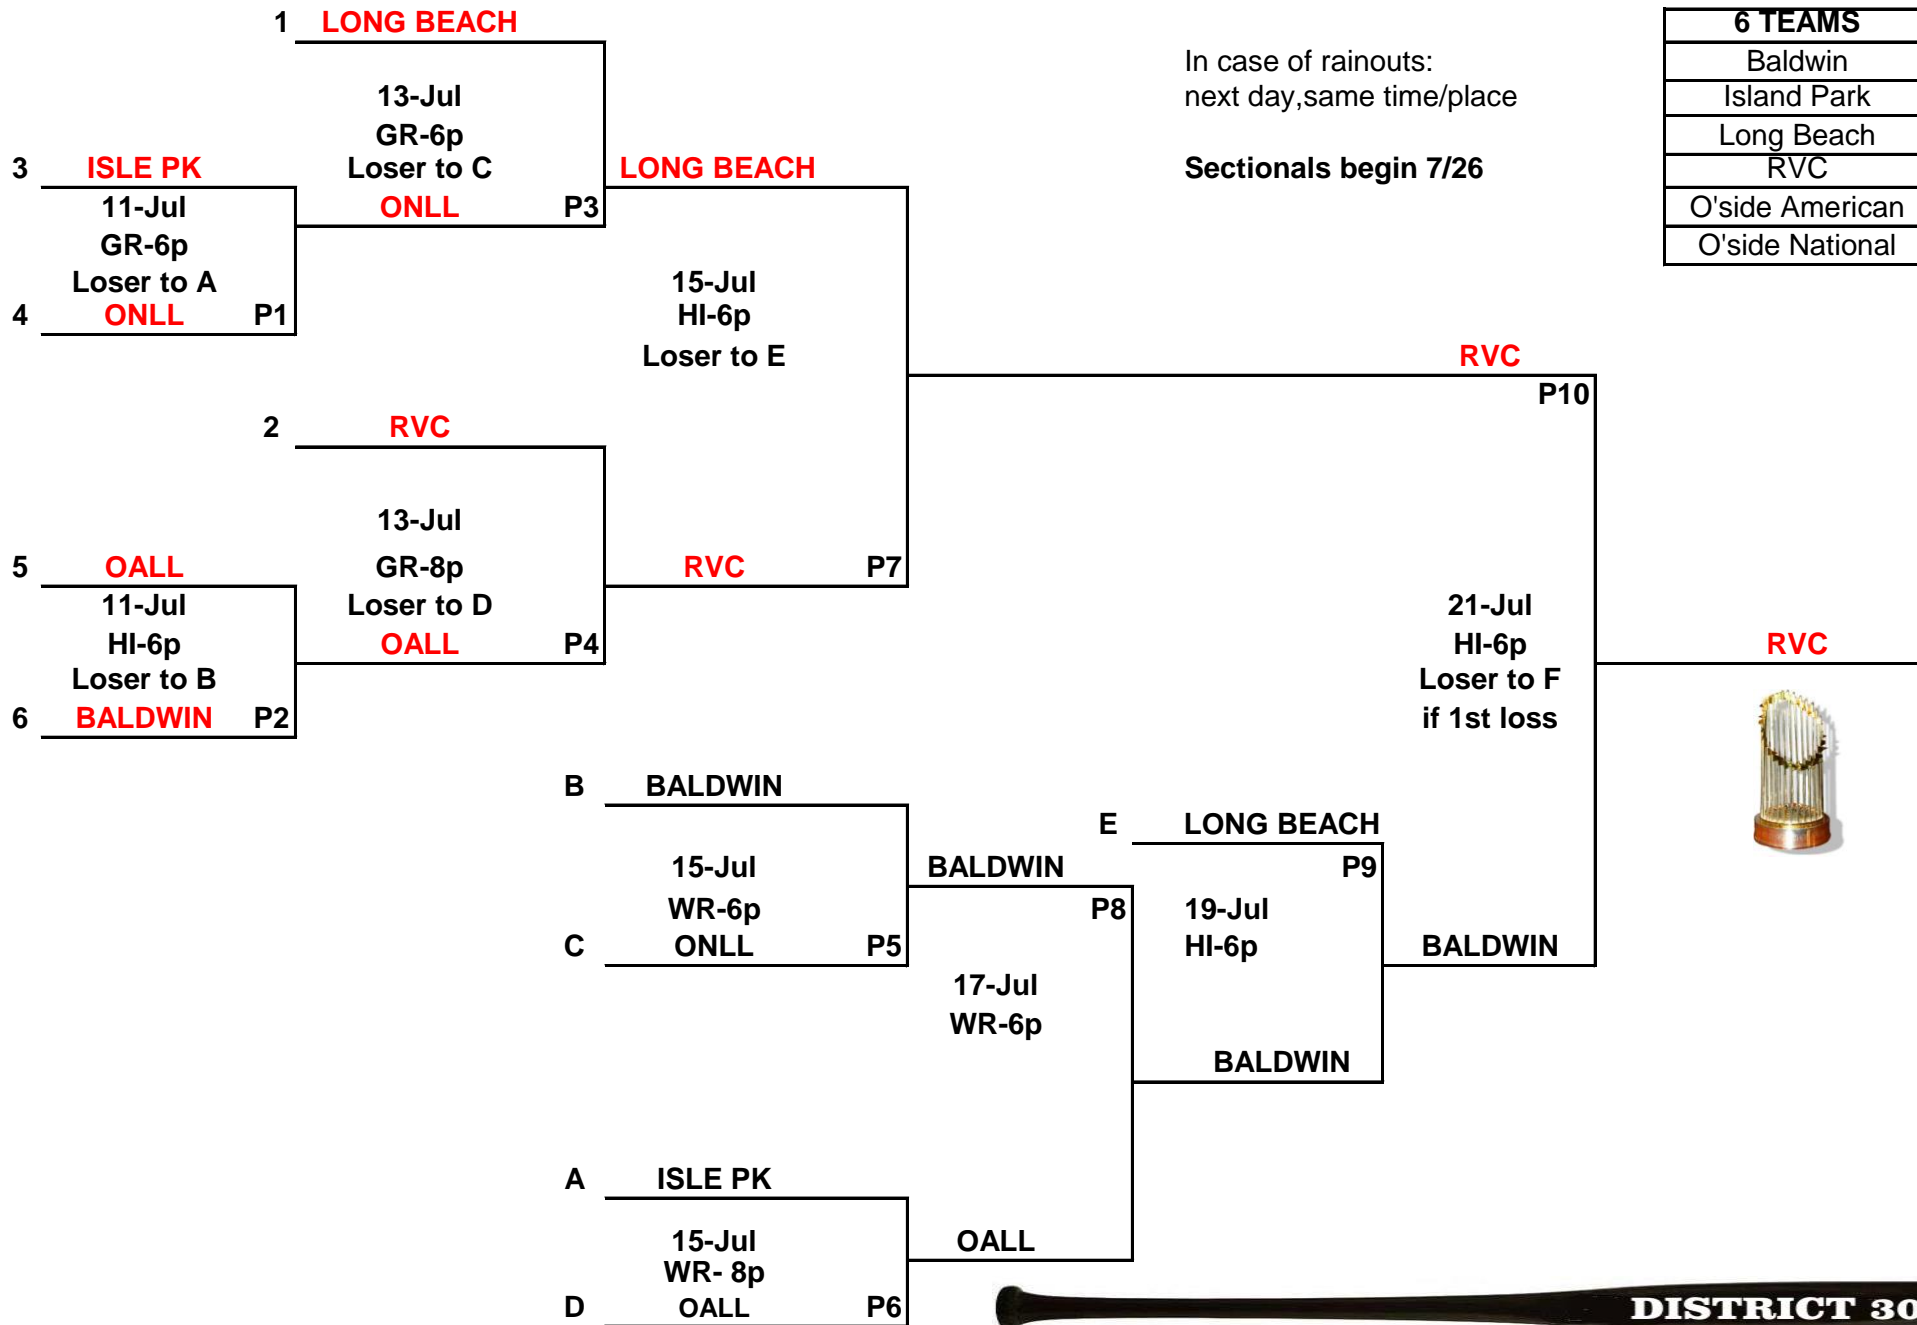 1 LONG BEACH
6 TEAMS
In case of rainouts:
Baldwin
13-Jul
next day,same time/place
Island Park
GR-6p
Long Beach
3 ISLE PK
Loser to C
LONG BEACH
Sectionals begin 7/26
RVC
11-Jul
ONLL P3
O'side American
GR-6p
O'side National
Loser to A
15-Jul
4 ONLL P1
HI-6p
Loser to E
RVC
P10
2 RVC
13-Jul
5 OALL
GR-8p
RVC P7
11-Jul
Loser to D
21-Jul
HI-6p
OALL P4
HI-6p
RVC
Loser to B
Loser to F
6 BALDWIN P2
if 1st loss
B BALDWIN
E LONG BEACH
15-Jul
BALDWIN
P9
WR-6p
P8
19-Jul
C ONLL P5
HI-6p
BALDWIN
17-Jul
WR-6p
BALDWIN
A ISLE PK
15-Jul
OALL
WR- 8p
D OALL P6
DISTRICT 30